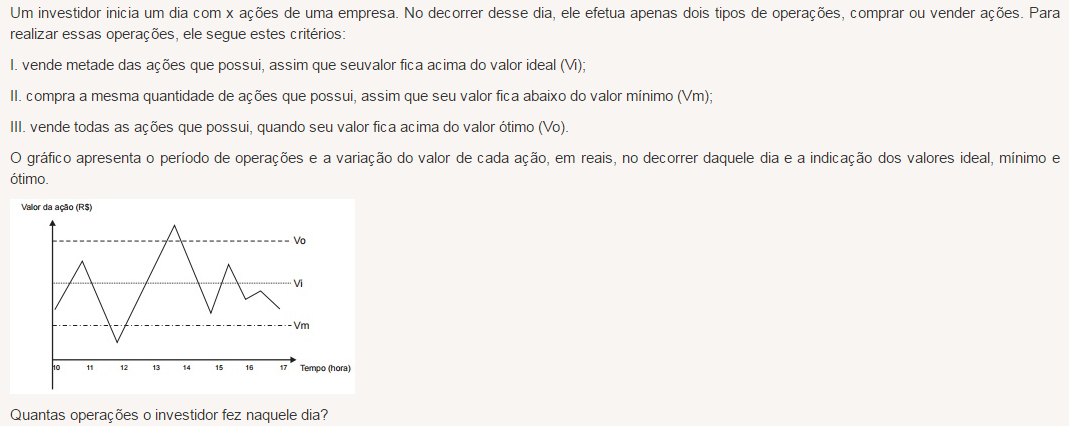 Um investidor inicia um dia com x ações de uma empresa. No decorrer desse dia, ele efetua apenas dois tipos de operações, comprar ou vender ações. Para
realizar essas operações, ele segue estes critérios:
I. vende metade das ações que possui, assim que seuvalor fica acima do valor ideal (Vi);
II. compra a mesma quantidade de ações que possui, assim que seu valor fica abaixo do valor mínimo (Vm);
III. vende todas as ações que possui, quando seu valor fica acima do valor ótimo (Vo).
O gráfico apresenta o período de operações e a variação do valor de cada ação, em reais, no decorrer daquele dia e a indicação dos valores ideal, mínimo e
ótimo.
Valor da ação (R$)
Vo
Vi
Vm
10 11 12 13 14 15 16 17 Tempo (hora)
Quantas operações o investidor fez naquele dia?